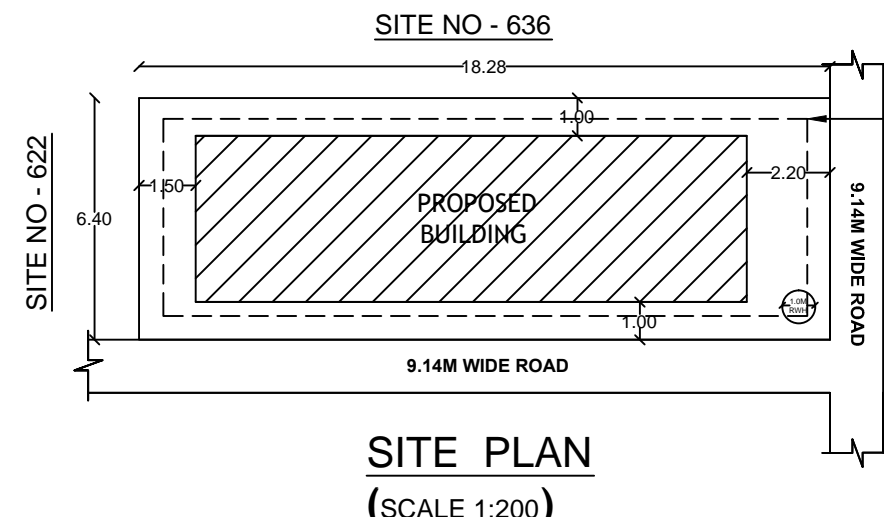 SITE NO - 636
18.28
1.00
SITE NO - 622
1.50
2.20
6.40
PROPOSED
BUILDING
9.14M WIDE ROAD
1.0M
RWH
1.00
9.14M WIDE ROAD
SITE PLAN
(SCALE 1:200)